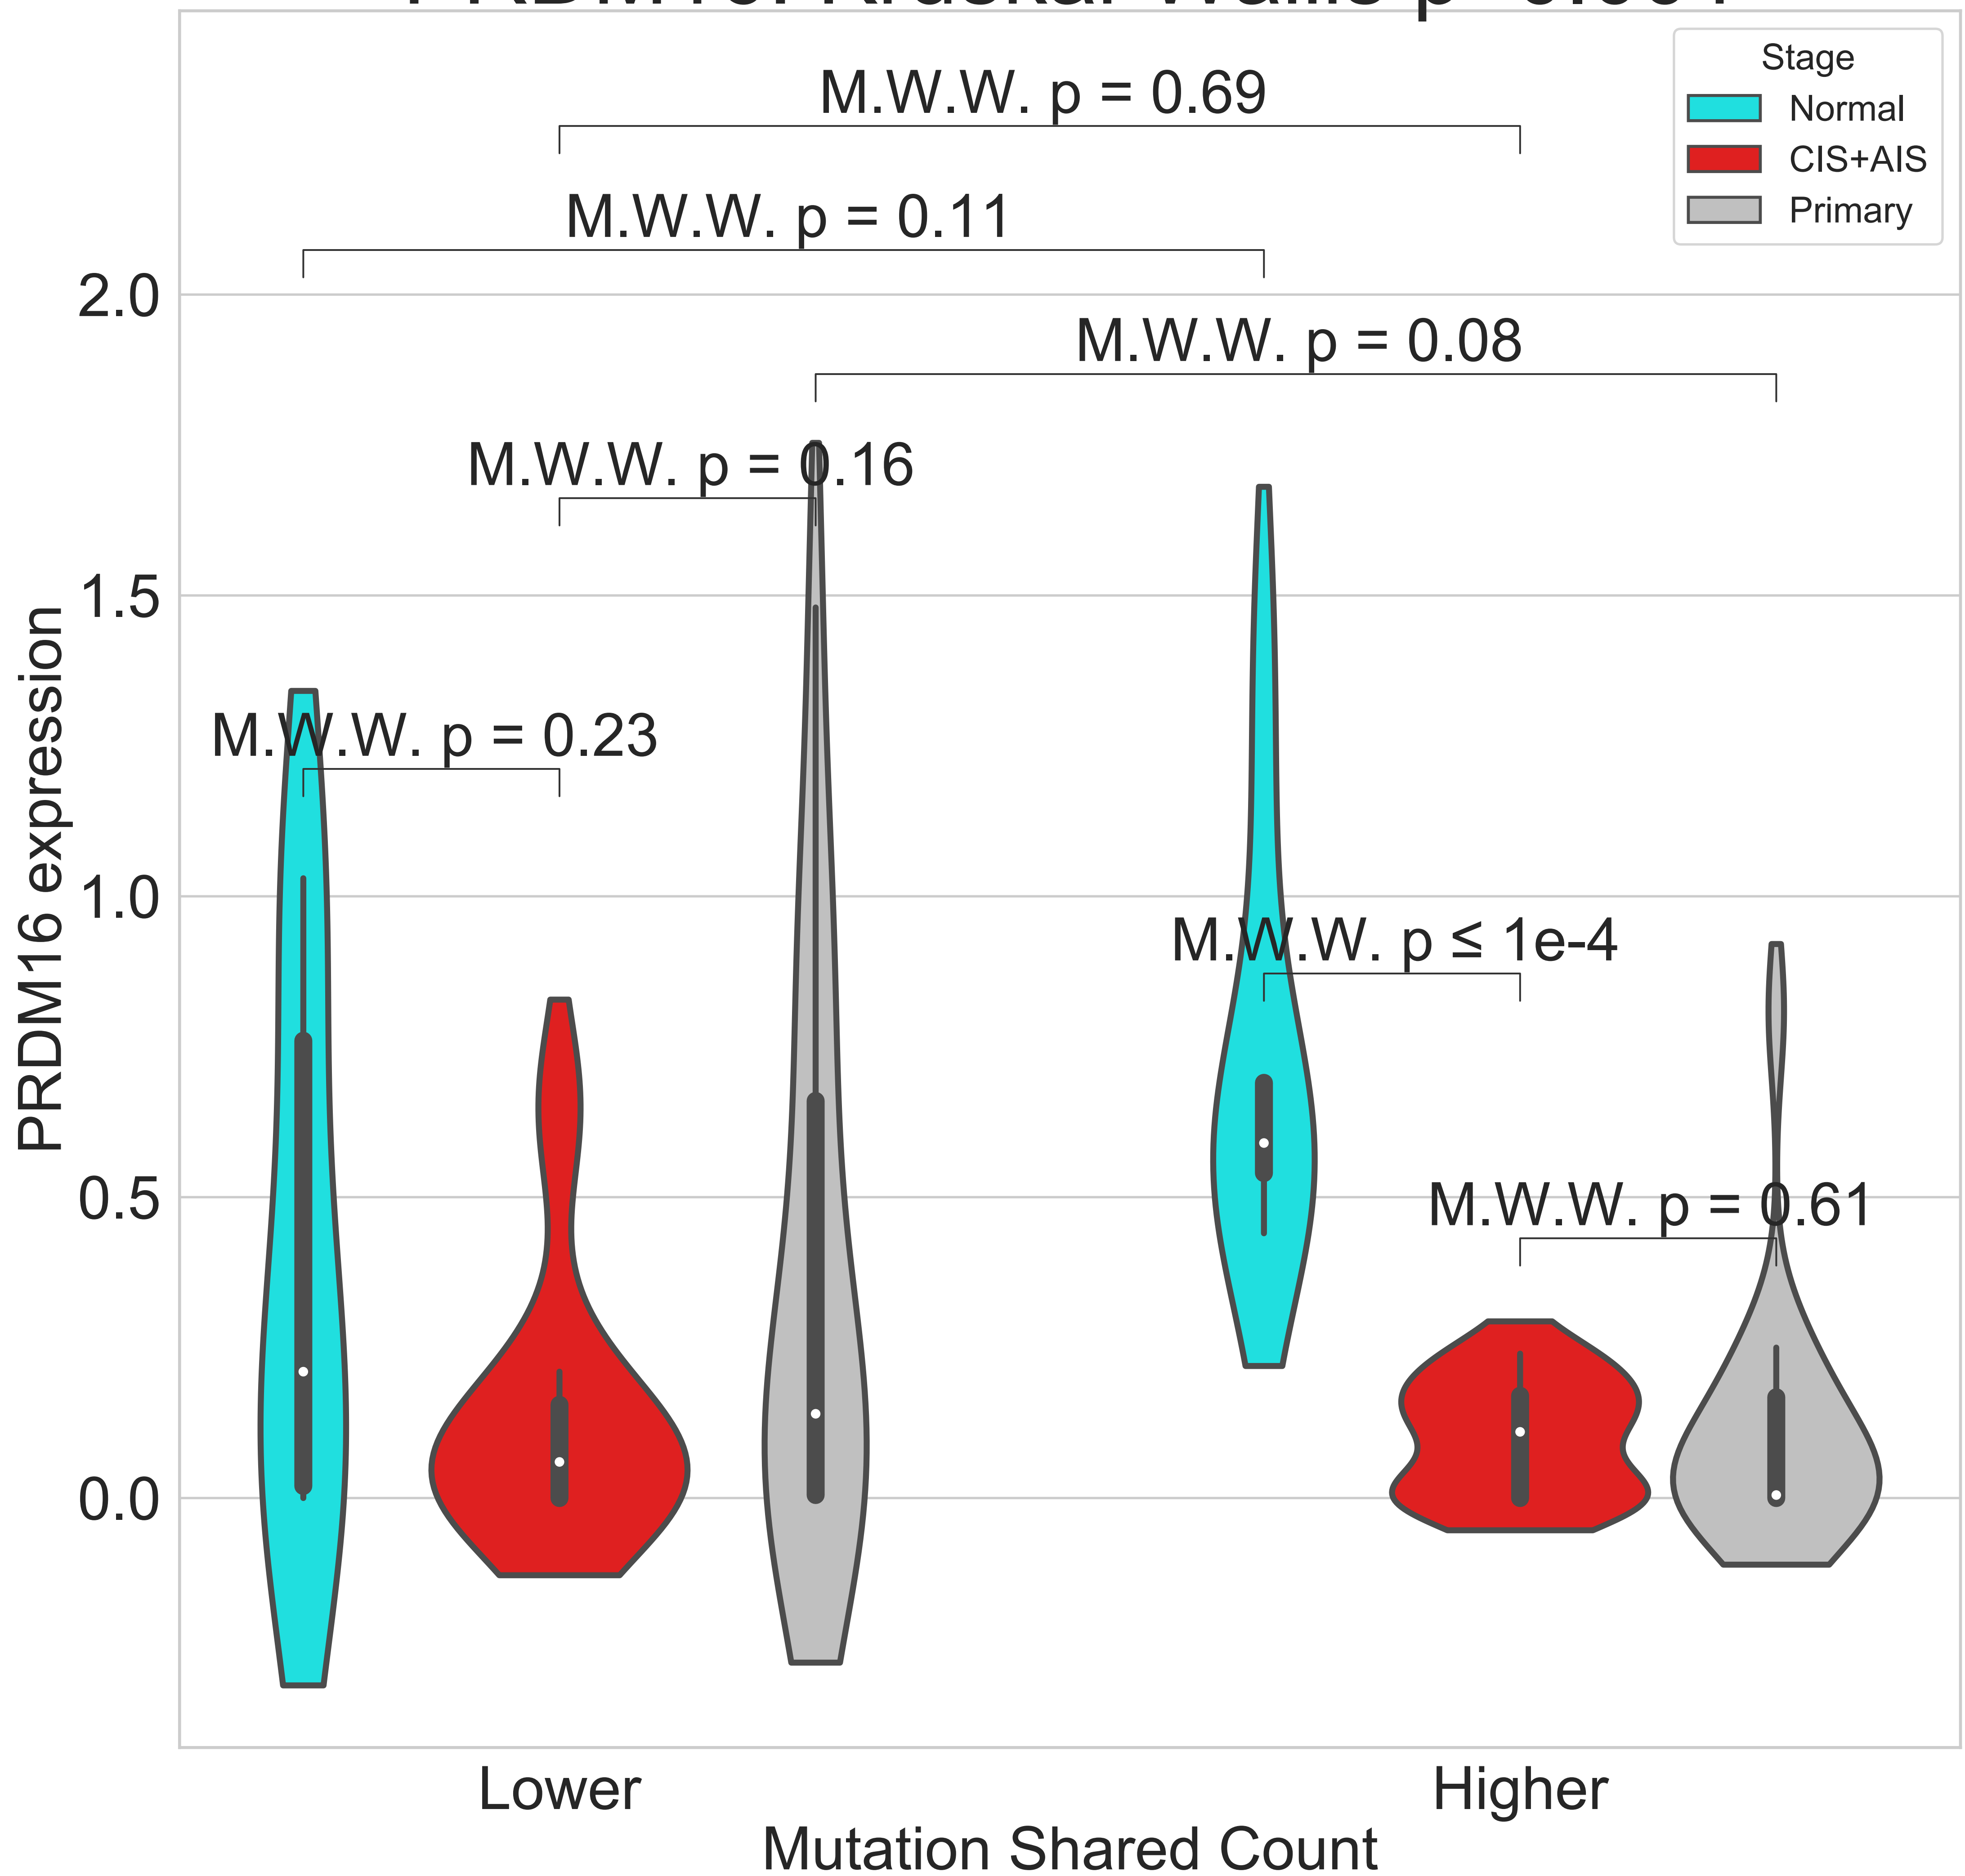 Stage
Normal
CIS+AIS
Primary
M.W.W. p = 0.69
M.W.W. p = 0.11
M.W.W. p = 0.08
M.W.W. p = 0.16
M.W.W. p = 0.23
M.W.W. p ≤ 1e-4
M.W.W. p = 0.61
2.0
1.5
1.0
0.5
0.0
PRDM16 expression
Lower
Higher
Mutation Shared Count